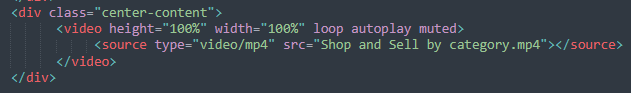 <div class="center-content">
<video height="100%" width="100%" loop autoplay muted>
<source type="video/mp4" src="Shop and Sell by category.mp4"></source>
</video>
</div>